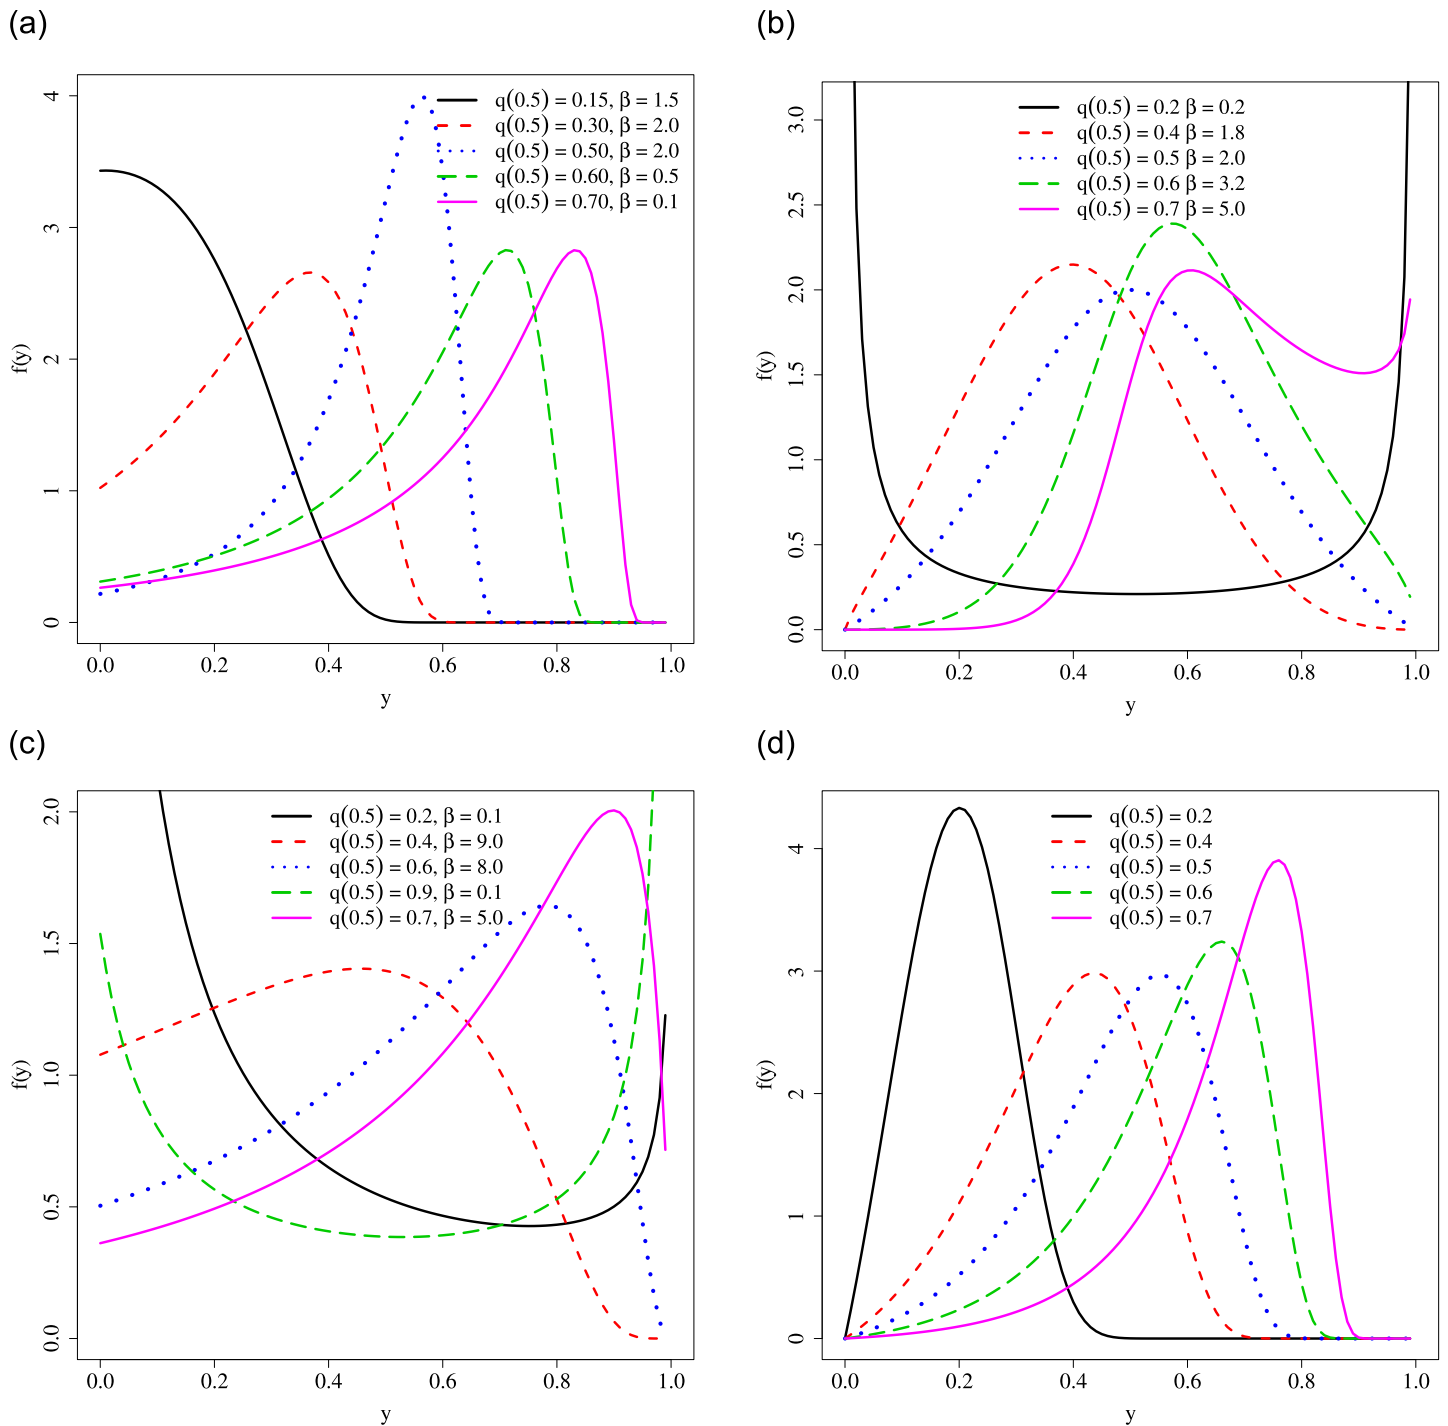 (a)
4
3
2
1
0
f(y)
q(0.5) = 0.15, β = 1.5
q(0.5) = 0.30, β = 2.0
q(0.5) = 0.50, β = 2.0
q(0.5) = 0.60, β = 0.5
q(0.5) = 0.70, β = 0.1
0.0 0.2 0.4 0.6 0.8 1.0
y
(b)
3.0
2.5
2.0
1.5
1.0
0.5
0.0
f(y)
q(0.5) = 0.2 β = 0.2
q(0.5) = 0.4 β = 1.8
q(0.5) = 0.5 β = 2.0
q(0.5) = 0.6 β = 3.2
q(0.5) = 0.7 β = 5.0
0.0 0.2 0.4 0.6 0.8 1.0
y
(c)
2.0
1.5
1.0
0.5
0.0
f(y)
q(0.5) = 0.2, β = 0.1
q(0.5) = 0.4, β = 9.0
q(0.5) = 0.6, β = 8.0
q(0.5) = 0.9, β = 0.1
q(0.5) = 0.7, β = 5.0
0.0 0.2 0.4 0.6 0.8 1.0
y
(d)
4
3
2
1
0
f(y)
q(0.5) = 0.2
q(0.5) = 0.4
q(0.5) = 0.5
q(0.5) = 0.6
q(0.5) = 0.7
0.0 0.2 0.4 0.6 0.8 1.0
y